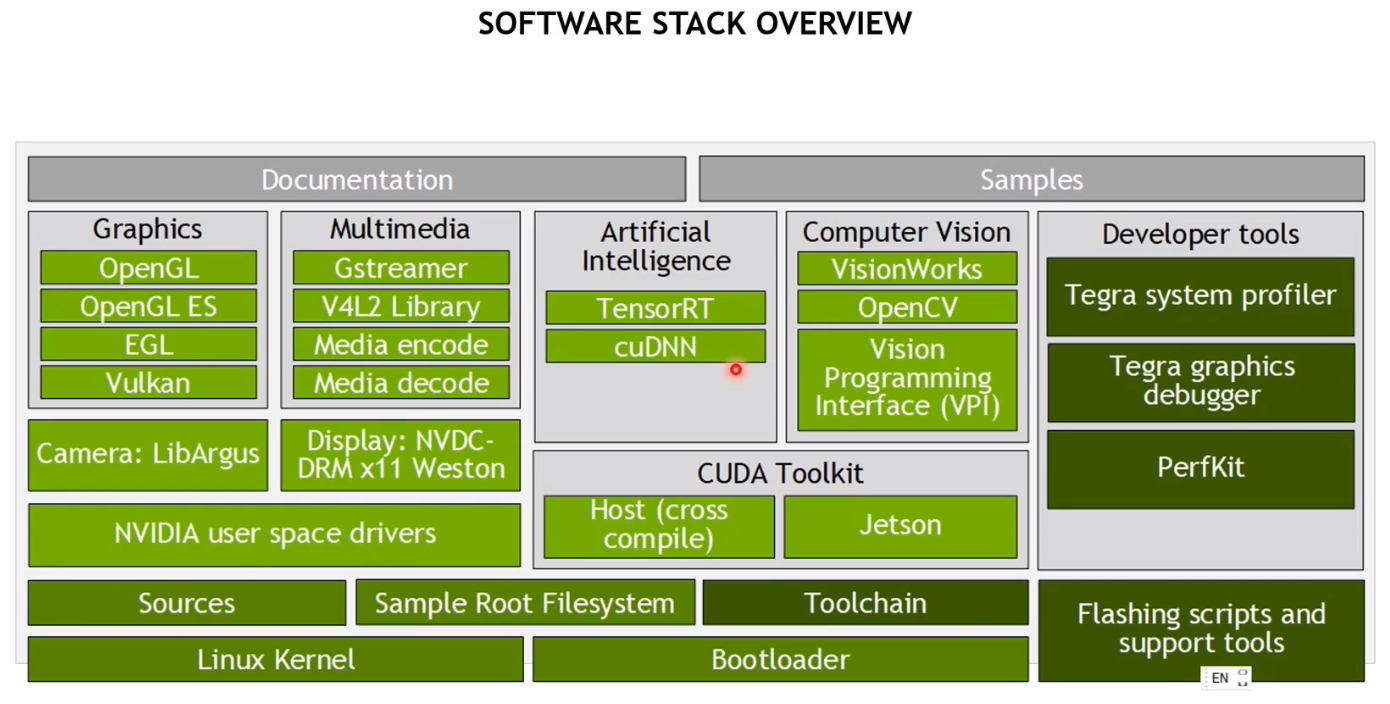 SOFTWARE STACK OVERVIEW
Documentation
Samples
Graphics
OpenGL
OpenGL ES
EGL
Vulkan
Multimedia
Gstreamer
V4L2 Library
Media encode
Media decode
Artificial
Intelligence
TensorRT
cuDNN
Computer Vision
VisionWorks
OpenCV
Vision
Programming
Interface (VPI)
Developer tools
Tegra system profiler
Tegra graphics
debugger
PerfKit
Camera: LibArgus
Display: NVDC-
DRM x11 Weston
NVIDIA user space drivers
CUDA Toolkit
Host (cross
compile)
Jetson
Sources
Sample Root Filesystem
Toolchain
Flashing scripts and
support tools
Linux Kernel
Bootloader
EN